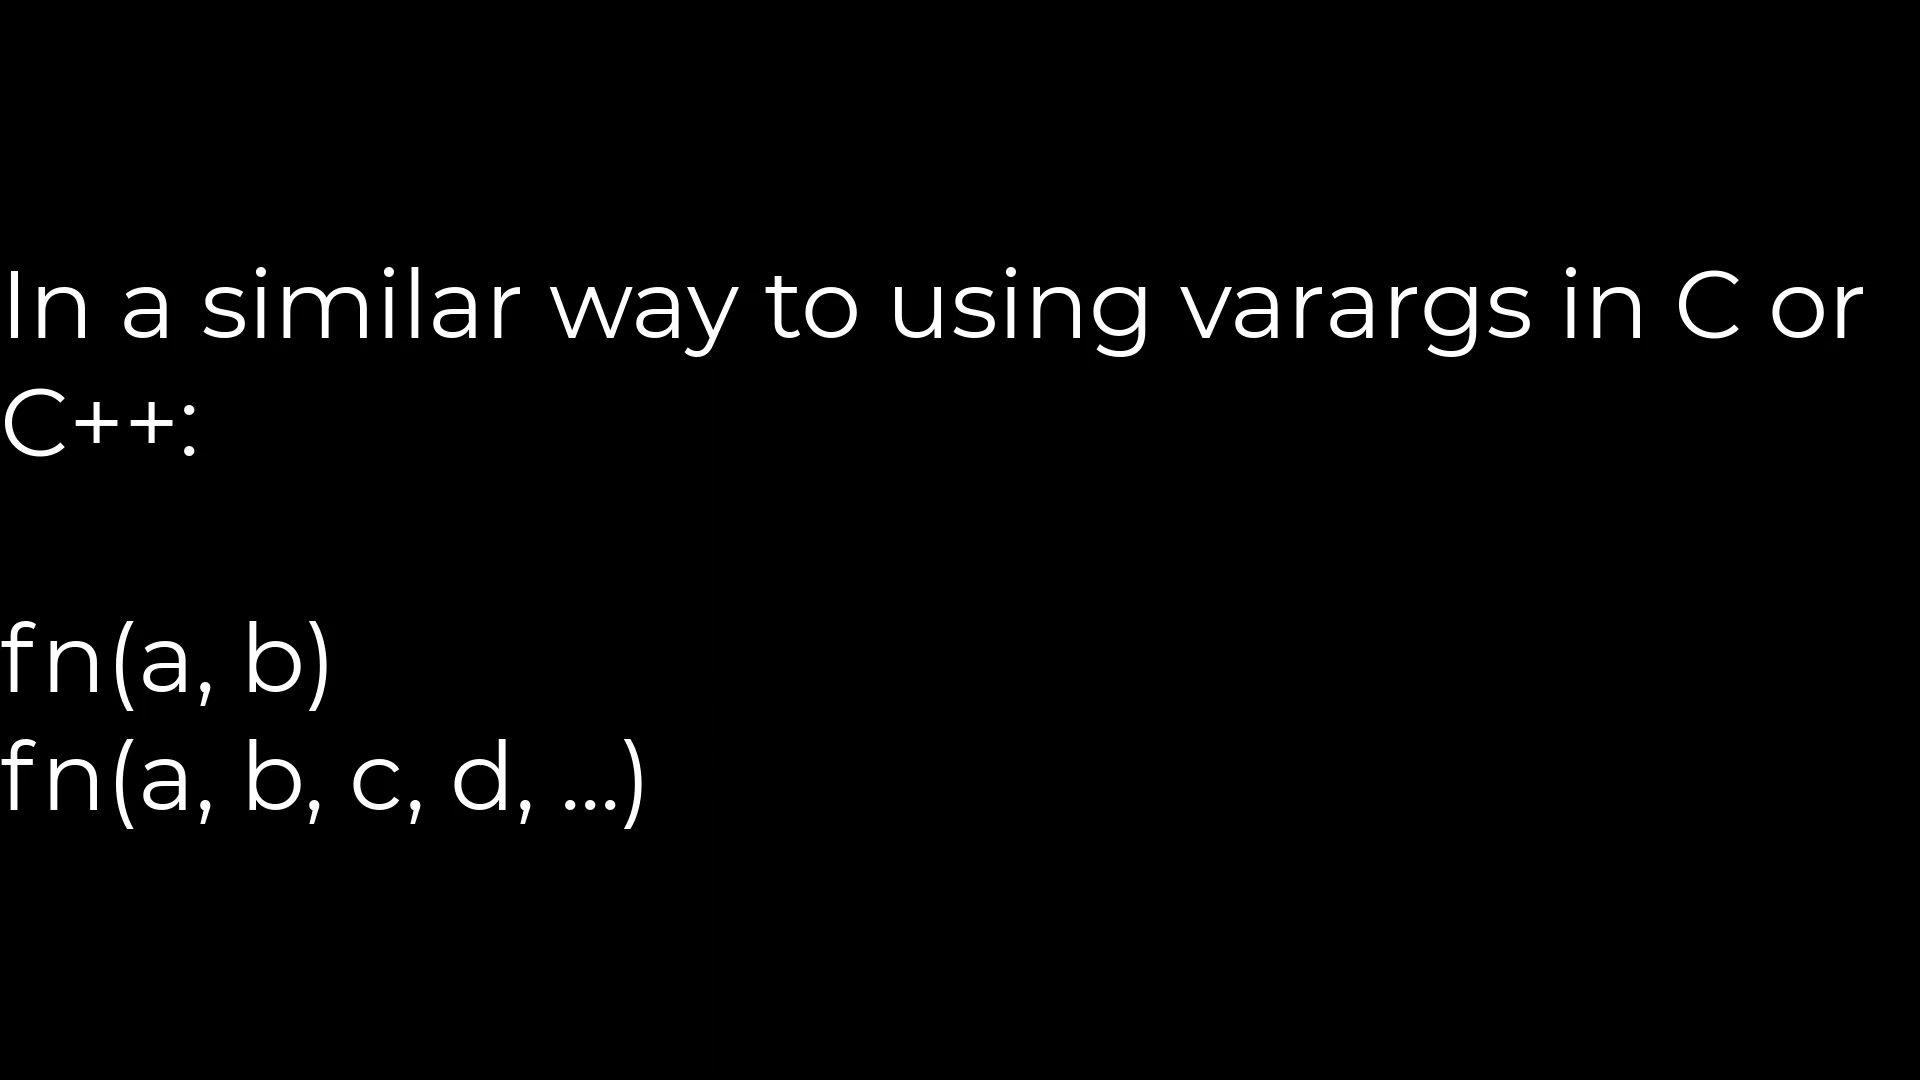 In a similar way to using varargs in C or
C++:
fn(a, b)
fn(a, b, c, d, ...)